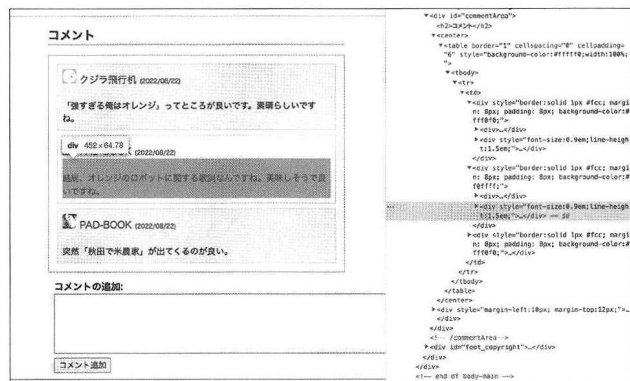 コメント
クジラ飛行机 (2022/08/22)
「強すぎる俺はオレンジ」ってところが良いです。素晴らしいです
ね。
div 452×64.78
(2022/08/22)
結局、オレンジのロボットに関する歌詞なんですね。美味しそうで良
いですね。
PAD-BOOK (2022/08/22)
突然「秋田で米農家」が出てくるのが良い。
コメントの追加:
コメント追加
▼<div id="commentArea">
<h2>コメント</h2>
▼<center>
▼<table border="1" cellspacing="0" cellpadding=
"6" style="background-color:#fffff0;width:100%;
">
▼<tbody>
▼<tr>
▼<td>
▼<div style="border:solid 1px #fcc; margi
n: 8px; padding: 8px; background-color:#
fff0f0;">
▶<div>…</div>
▶<div style="font-size:0.9em;line-heigh
t:1.5em;">…</div>
</div>
▼<div style="border:solid 1px #fcc; margi
n: 8px; padding: 8px; background-color:#
f0ffff;">
▶<div>…</div>
▶<div style="font-size:0.9em;line-heigh
t:1.5em;">…</div> == $0
</div>
▶<div style="border:solid 1px #fcc; margi
n: 8px; padding: 8px; background-color:#
fff0f0;">…</div>
</td>
</tr>
</tbody>
</table>
</center>
▶<div style="margin-left:10px; margin-top:12px;">…
</div>
</div>
<!-- /commentArea -->
▶<div id="foot_copyright">…</div>
</div>
</div>
<!-- end of body-main -->